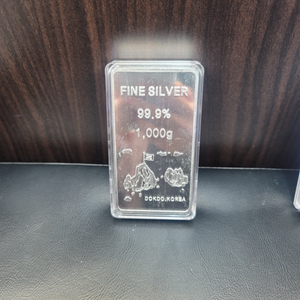 FINE SILVER
99.9%
1,000g
DOKDO.KOREA